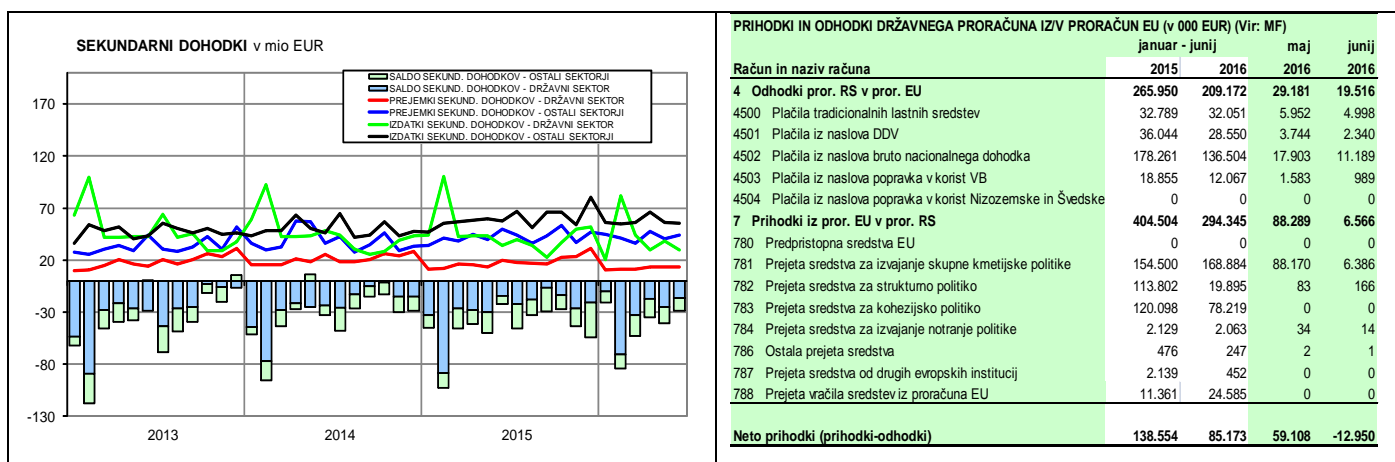 SEKUNDARNI DOHODKI v mio EUR
SALDO SEKUND. DOHODKOV - OSTALI SEKTORJI
SALDO SEKUND. DOHODKOV - DRŽAVNI SEKTOR
PREJEMKI SEKUND. DOHODKOV - DRŽAVNI SEKTOR
PREJEMKI SEKUND. DOHODKOV - OSTALI SEKTORJI
IZDATKI SEKUND. DOHODKOV - DRŽAVNI SEKTOR
IZDATKI SEKUND. DOHODKOV - OSTALI SEKTORJI
170
120
70
20
-30
-80
-130
2013 2014 2015
PRIHODKI IN ODHODKI DRŽAVNEGA PRORAČUNA IZ/V PRORAČUN EU (v 000 EUR) (Vir: MF)
januar - junij maj junij
Račun in naziv računa 2015 2016 2016 2016
4 Odhodki pror. RS v pror. EU 265.950 209.172 29.181 19.516
4500 Plačila tradicionalnih lastnih sredstev 32.789 32.051 5.952 4.998
4501 Plačila iz naslova DDV 36.044 28.550 3.744 2.340
4502 Plačila iz naslova bruto nacionalnega dohodka 178.261 136.504 17.903 11.189
4503 Plačila iz naslova popravka v korist VB 18.855 12.067 1.583 989
4504 Plačila iz naslova popravka v korist Nizozemske in Švedske 0 0 0 0
7 Prihodki iz pror. EU v pror. RS 404.504 294.345 88.289 6.566
780 Predpristopna sredstva EU 0 0 0 0
781 Prejeta sredstva za izvajanje skupne kmetijske politike 154.500 168.884 88.170 6.386
782 Prejeta sredstva za strukturno politiko 113.802 19.895 83 166
783 Prejeta sredstva za kohezijsko politiko 120.098 78.219 0 0
784 Prejeta sredstva za izvajanje notranje politike 2.129 2.063 34 14
786 Ostala prejeta sredstva 476 247 2 1
787 Prejeta sredstva od drugih evropskih institucij 2.139 452 0 0
788 Prejeta vračila sredstev iz proračuna EU 11.361 24.585 0 0
Neto prihodki (prihodki-odhodki) 138.554 85.173 59.108 -12.950